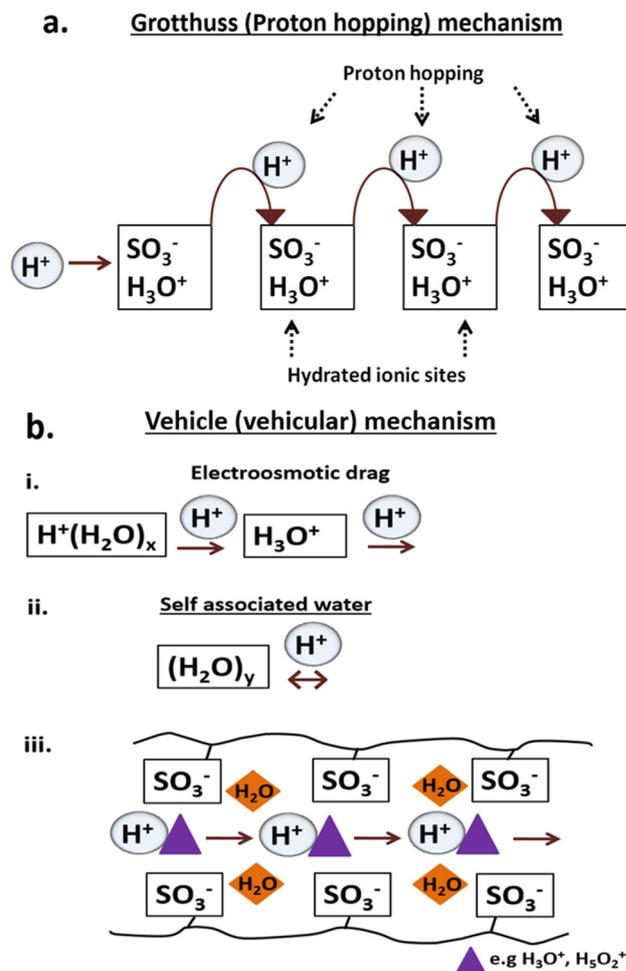 a. Grotthuss (Proton hopping) mechanism
Proton hopping
H⁺ H⁺ H⁺
H⁺
SO₃⁻ SO₃⁻ SO₃⁻ SO₃⁻
H₃O⁺ H₃O⁺ H₃O⁺ H₃O⁺
Hydrated ionic sites
b. Vehicle (vehicular) mechanism
i. Electroosmotic drag
H⁺(H₂O)ₓ H⁺ H₃O⁺ H⁺
ii. Self associated water
(H₂O)y H⁺
iii.
SO₃⁻ H₂O SO₃⁻ H₂O SO₃⁻
H⁺ H⁺ H⁺
SO₃⁻ H₂O SO₃⁻ H₂O SO₃⁻
e.g H₃O⁺, H₅O₂⁺